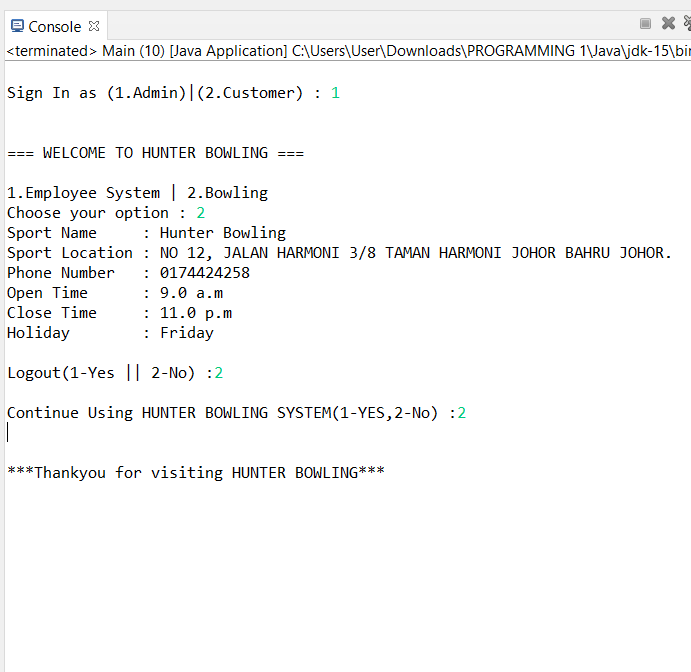 Console
<terminated> Main (10) [Java Application] C:\Users\User\Downloads\PROGRAMMING 1\Java\jdk-15\bin
Sign In as (1.Admin)|(2.Customer) : 1
=== WELCOME TO HUNTER BOWLING ===
1.Employee System | 2.Bowling
Choose your option : 2
Sport Name     : Hunter Bowling
Sport Location : NO 12, JALAN HARMONI 3/8 TAMAN HARMONI JOHOR BAHRU JOHOR.
Phone Number   : 0174424258
Open Time      : 9.0 a.m
Close Time     : 11.0 p.m
Holiday        : Friday
Logout(1-Yes || 2-No) :2
Continue Using HUNTER BOWLING SYSTEM(1-YES,2-No) :2
***Thankyou for visiting HUNTER BOWLING***